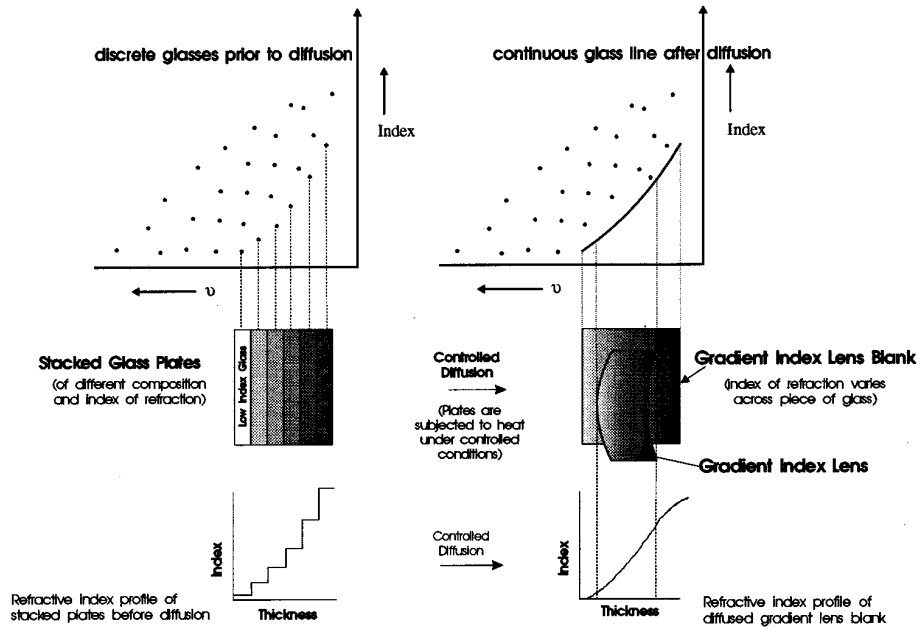 discrete glasses prior to diffusion
Index
υ
continuous glass line after diffusion
Index
υ
Stacked Glass Plates
(of different composition
and index of refraction)
Low Index Glass
Controlled
Diffusion
(Plates are
subjected to heat
under controlled
conditions)
Gradient Index Lens Blank
(index of refraction varies
across piece of glass)
Gradient Index Lens
Index
Thickness
Refractive index profile of
stacked plates before diffusion
Controlled
Diffusion
Index
Thickness
Refractive index profile of
diffused gradient lens blank